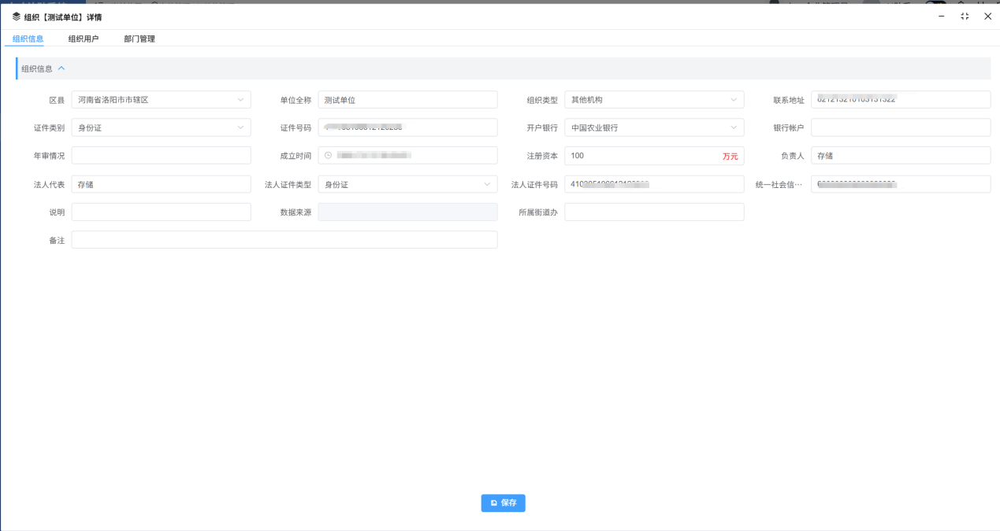 组织【测试单位】详情
组织信息 组织用户 部门管理
组织信息
区县 河南省洛阳市市辖区 单位全称 测试单位 组织类型 其他机构 联系地址
证件类别 身份证 证件号码 开户银行 中国农业银行 银行帐户
年审情况 成立时间 注册资本 100 万元 负责人 存储
法人代表 存储 法人证件类型 身份证 法人证件号码 统一社会信…
说明 数据来源 所属街道办
备注
保存